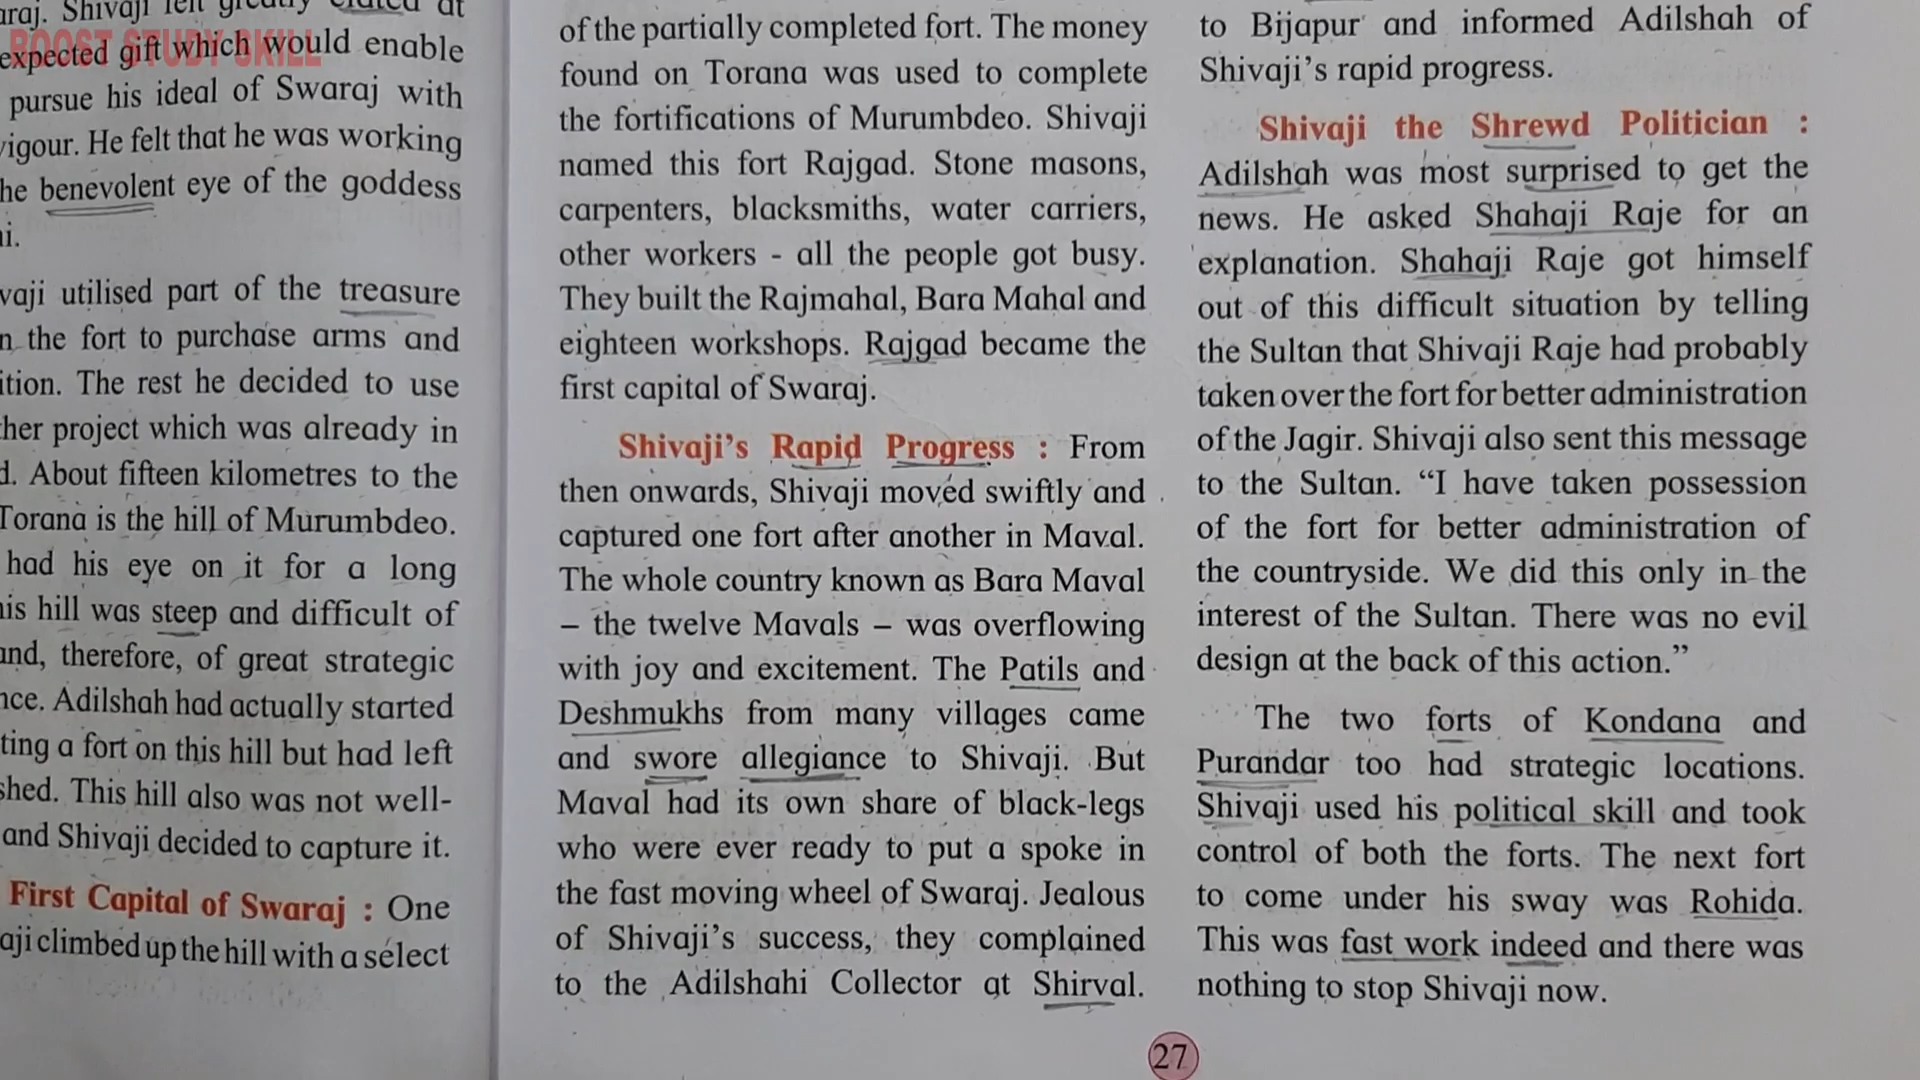 BOOST STUDY SKILL
Shivaji felt greatly elated at
expected gift which would enable
pursue his ideal of Swaraj with
vigour. He felt that he was working
he benevolent eye of the goddess
utilised part of the treasure
the fort to purchase arms and
The rest he decided to use
project which was already in
About fifteen kilometres to the
Torana is the hill of Murumbdeo.
had his eye on it for a long
hill was steep and difficult of
and, therefore, of great strategic
Adilshah had actually started
a fort on this hill but had left
This hill also was not well-
and Shivaji decided to capture it.
First Capital of Swaraj : One
climbed up the hill with a select
of the partially completed fort. The money
found on Torana was used to complete
the fortifications of Murumbdeo. Shivaji
named this fort Rajgad. Stone masons,
carpenters, blacksmiths, water carriers,
other workers - all the people got busy.
They built the Rajmahal, Bara Mahal and
eighteen workshops. Rajgad became the
first capital of Swaraj.
Shivaji's Rapid Progress : From
then onwards, Shivaji moved swiftly and
captured one fort after another in Maval.
The whole country known as Bara Maval
– the twelve Mavals – was overflowing
with joy and excitement. The Patils and
Deshmukhs from many villages came
and swore allegiance to Shivaji. But
Maval had its own share of black-legs
who were ever ready to put a spoke in
the fast moving wheel of Swaraj. Jealous
of Shivaji's success, they complained
to the Adilshahi Collector at Shirval.
to Bijapur and informed Adilshah of
Shivaji's rapid progress.
Shivaji the Shrewd Politician :
Adilshah was most surprised to get the
news. He asked Shahaji Raje for an
explanation. Shahaji Raje got himself
out of this difficult situation by telling
the Sultan that Shivaji Raje had probably
taken over the fort for better administration
of the Jagir. Shivaji also sent this message
to the Sultan. “I have taken possession
of the fort for better administration of
the countryside. We did this only in the
interest of the Sultan. There was no evil
design at the back of this action.”
The two forts of Kondana and
Purandar too had strategic locations.
Shivaji used his political skill and took
control of both the forts. The next fort
to come under his sway was Rohida.
This was fast work indeed and there was
nothing to stop Shivaji now.
27